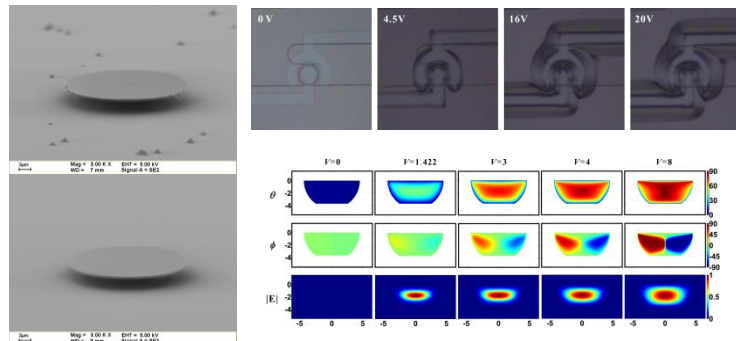 Mag = 3.00 K X
EHT = 5.00 kV
WD = 7 mm
Signal A = SE2
2µm
Mag = 3.00 K X
EHT = 5.00 kV
Signal A = SE2
2µm
0 V
4.5V
16V
20V
V=0
V=1.422
V=3
V=4
V=8
θ
0
-2
-4
90
60
30
0
ϕ
0
-2
-4
90
45
0
-45
-90
|E|
0
-2
-4
1
0.5
0
-5 0 5
-5 0 5
-5 0 5
-5 0 5
-5 0 5